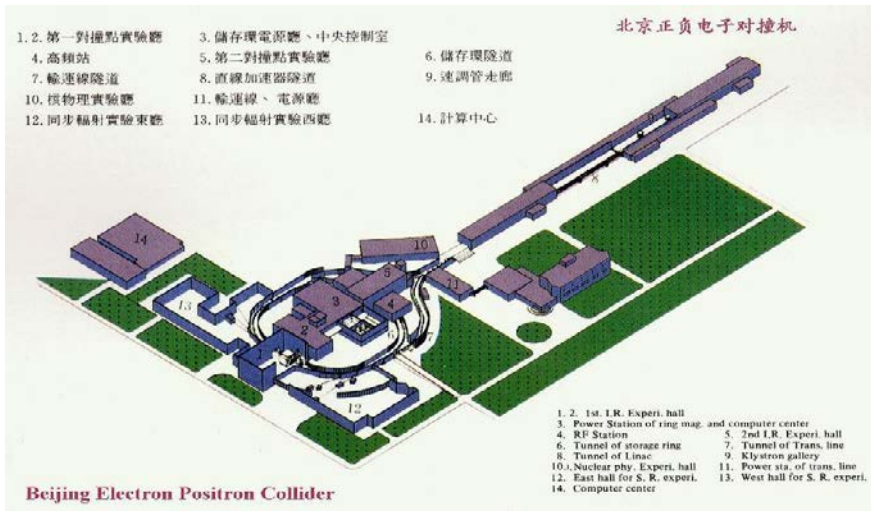 北京正负电子对撞机
1.2.第一對撞點實驗廳 3.儲存環電源廳、中央控制室
4.高頻站 5.第二對撞點實驗廳 6.儲存環隧道
7.輸運線隧道 8.直線加速器隧道 9.速調管走廊
10.核物理實驗廳 11.輸運線、電源廳
12.同步輻射實驗東廳 13.同步輻射實驗西廳 14.計算中心
8
14
10
5
11
13
3
4
2
6
7
1
12
1. 2. 1st. I.R. Experi. hall
3. Power Station of ring mag. and computer center
4. RF Station 5. 2nd I.R. Experi. hall
6. Tunnel of storage ring 7. Tunnel of Trans. line
8. Tunnel of Linac 9. Klystron gallery
10. Nuclear phy. Experi. hall 11. Power sta. of trans. line
12. East hall for S. R. experi. 13. West hall for S. R. experi.
14. Computer center
Beijing Electron Positron Collider